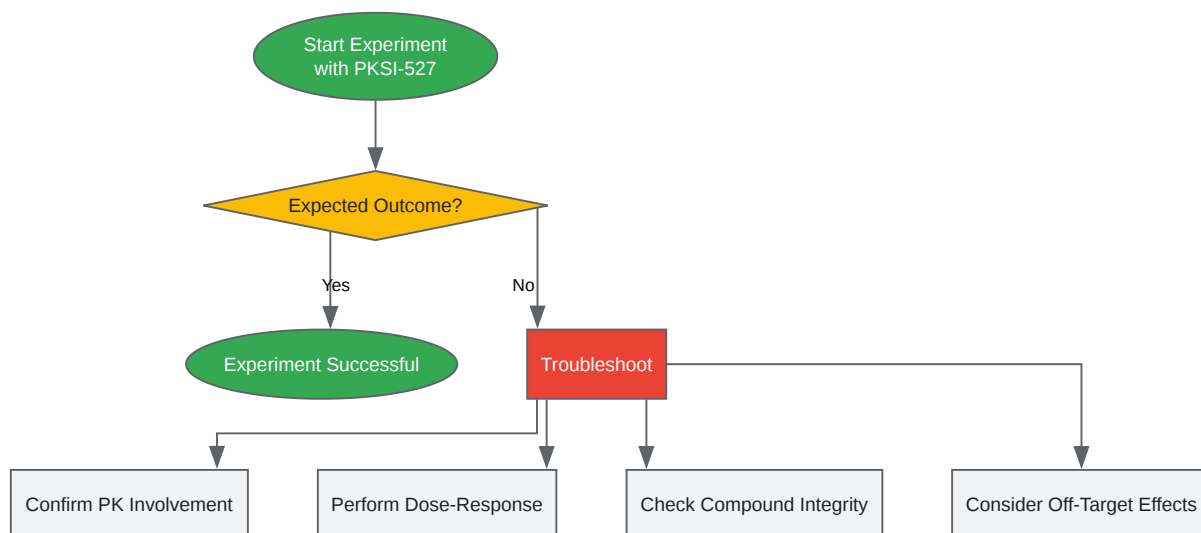 Start Experiment
with PKSI-527
Expected Outcome?
Yes
No
Experiment Successful
Troubleshoot
Confirm PK Involvement
Perform Dose-Response
Check Compound Integrity
Consider Off-Target Effects